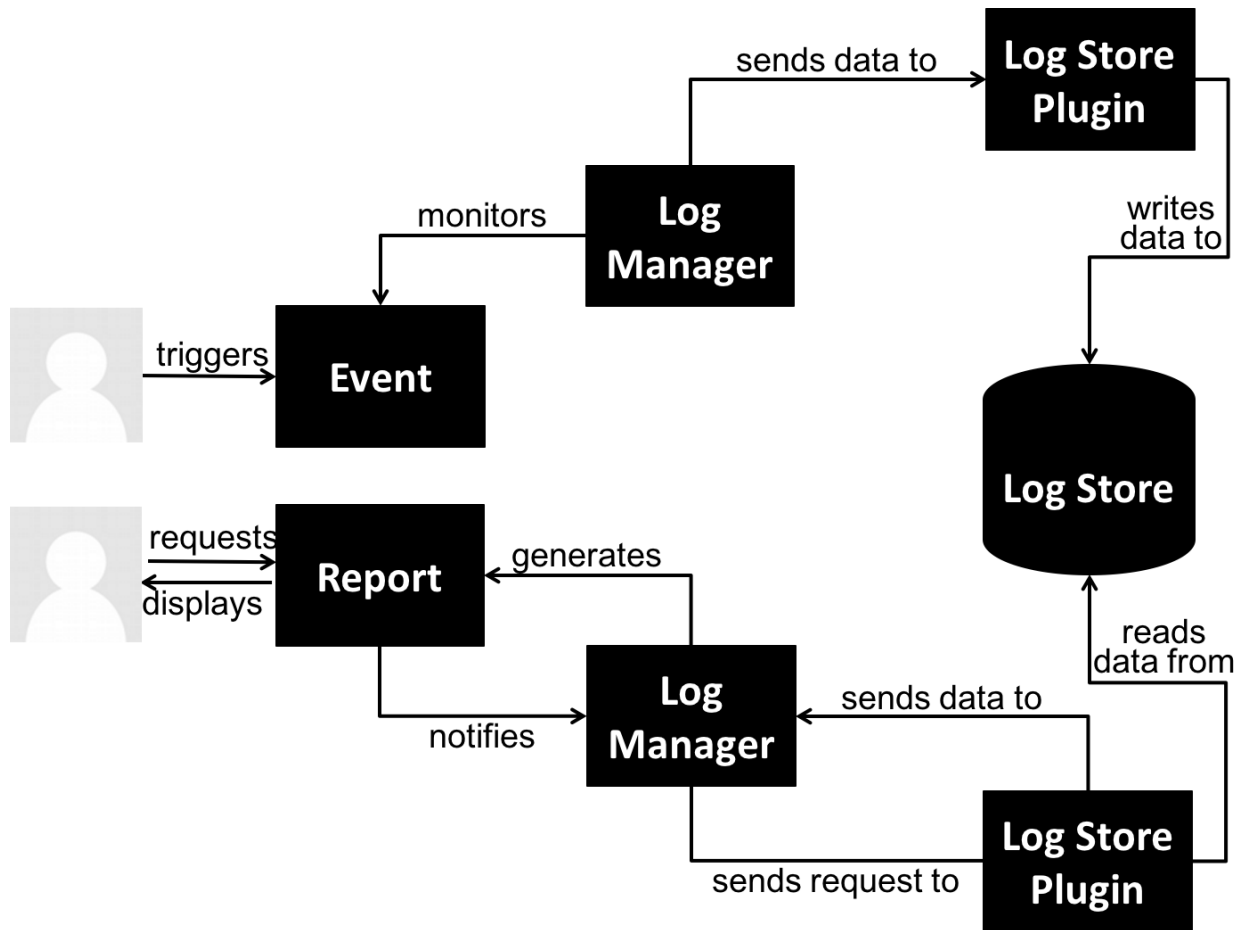 sends data to
Log Store
Plugin
monitors
Log
Manager
writes
data to
triggers
Event
Log Store
requests
displays
Report
generates
notifies
Log
Manager
sends data to
reads
data from
sends request to
Log Store
Plugin